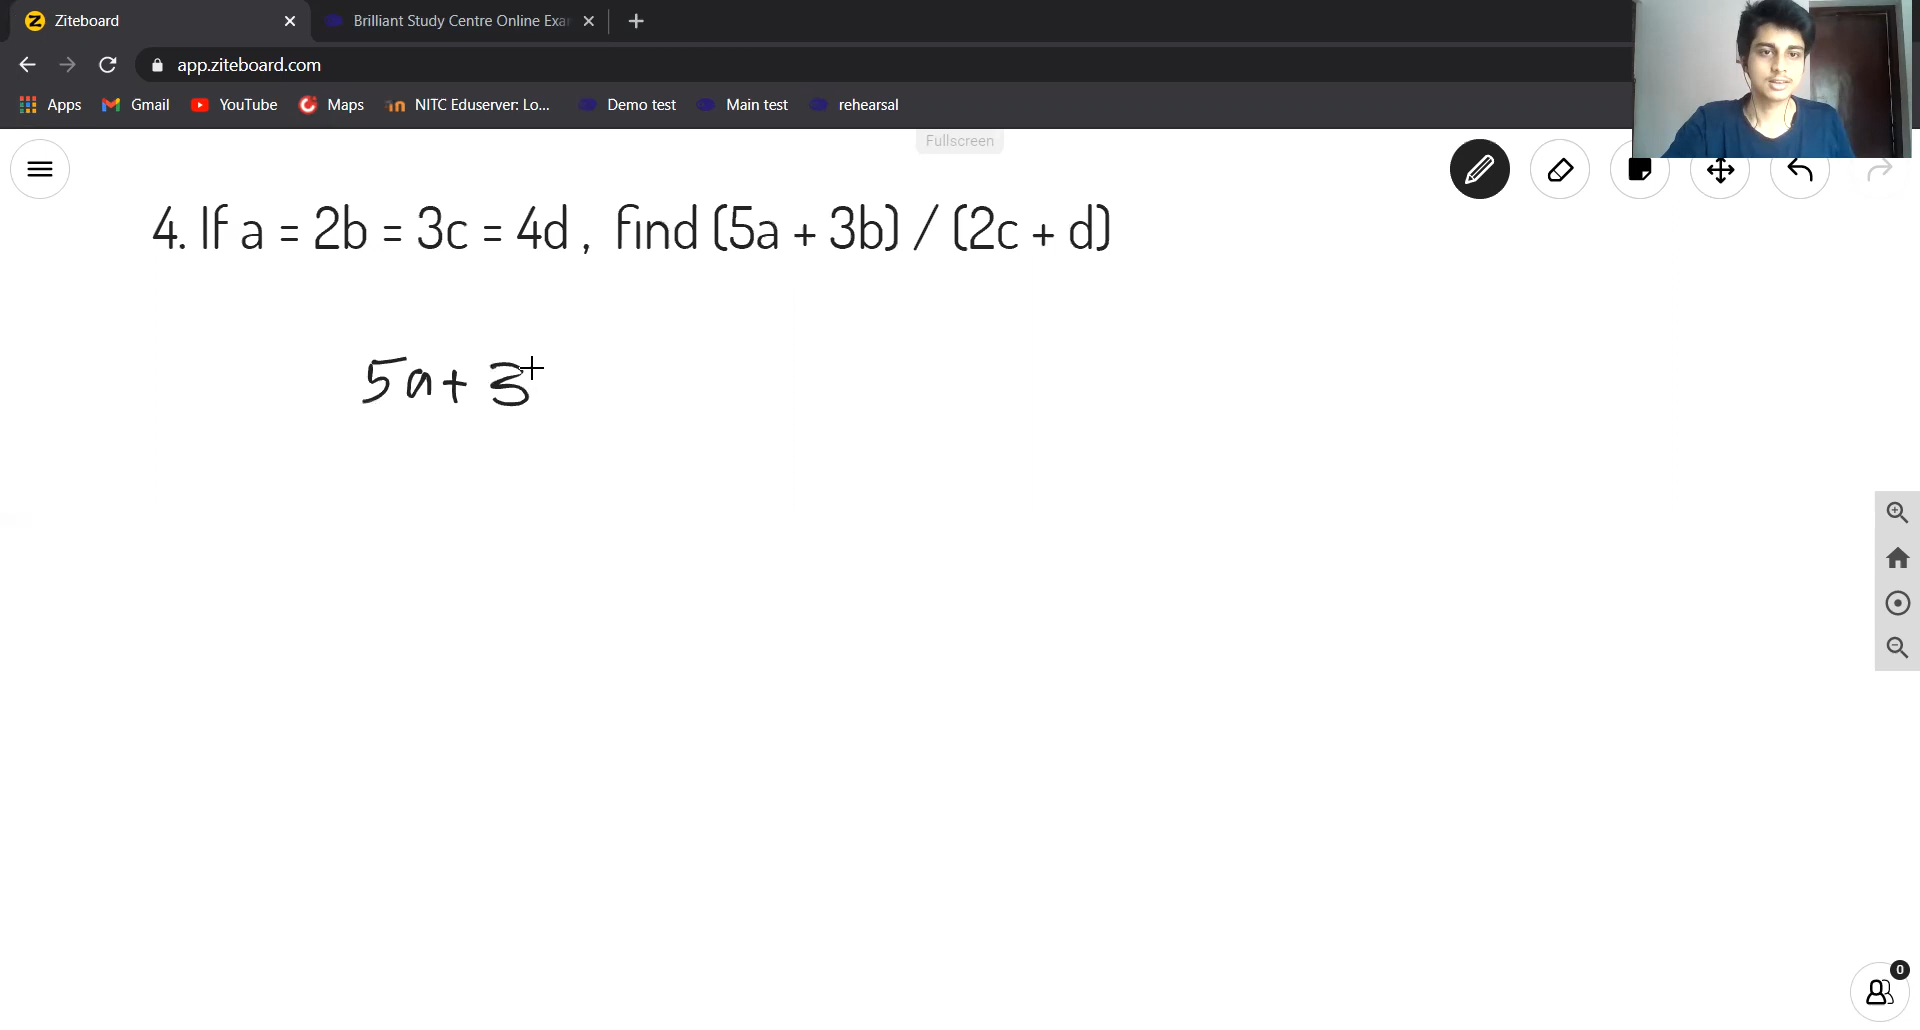 Ziteboard
Brilliant Study Centre Online Exa
app.ziteboard.com
Apps
Gmail
YouTube
Maps
NITC Eduserver: Lo...
Demo test
Main test
rehearsal
Fullscreen
4. If a = 2b = 3c = 4d , find (5a + 3b) / (2c + d)
5a + 3
0